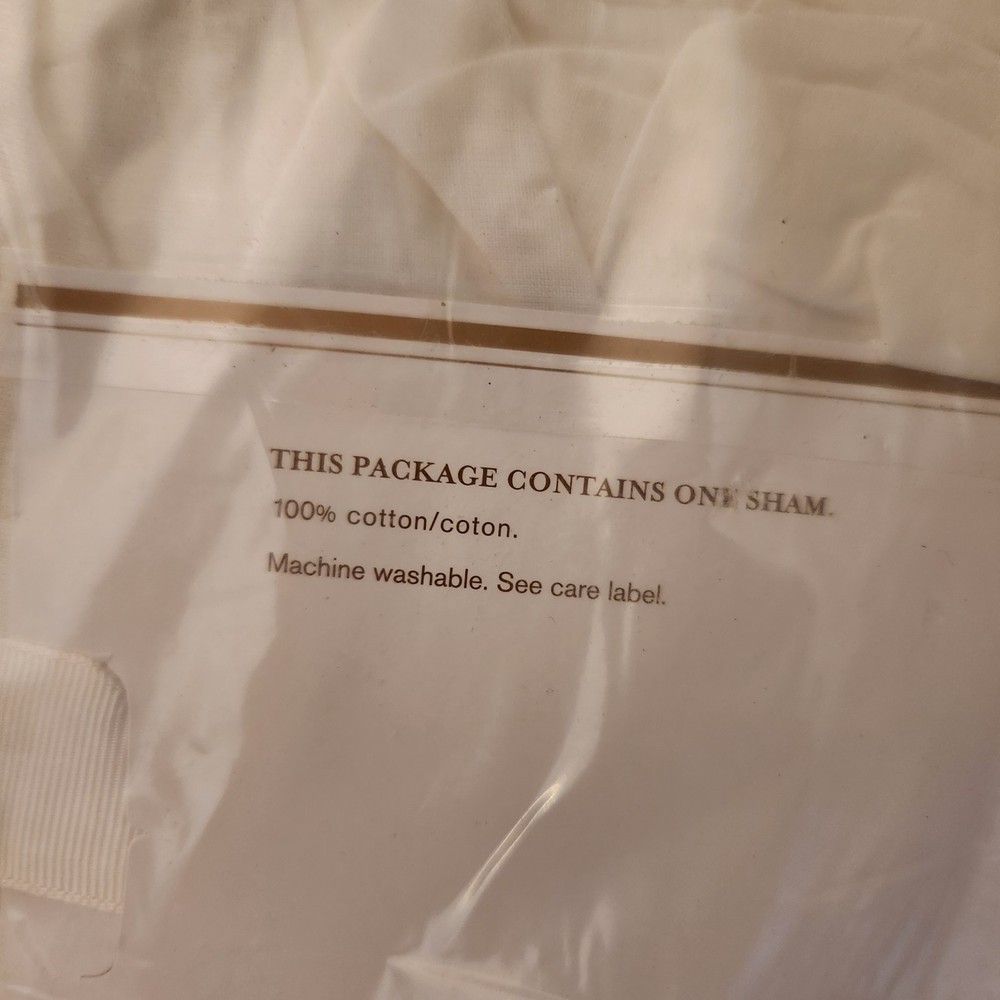 THIS PACKAGE CONTAINS ONE SHAM.
100% cotton/coton.
Machine washable. See care label.